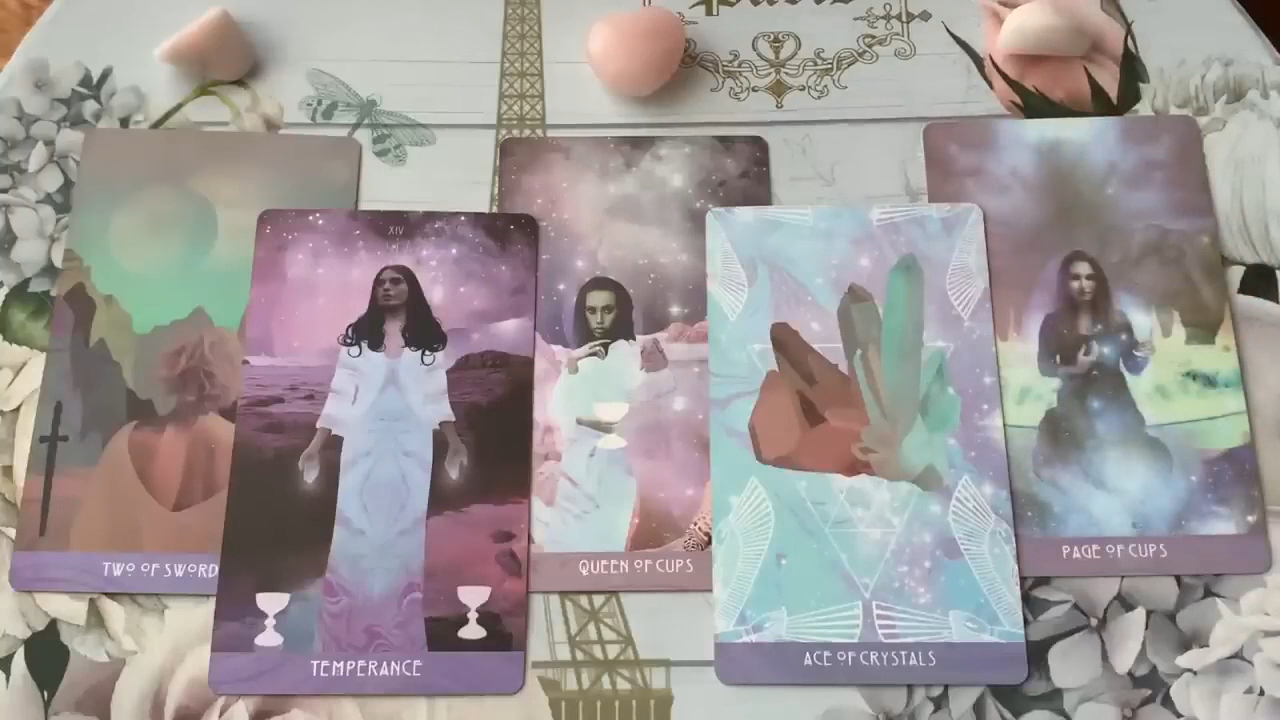 XIV
TWO OF SWORD
QUEEN OF CUPS
PAGE OF CUPS
TEMPERANCE
ACE OF CRYSTALS